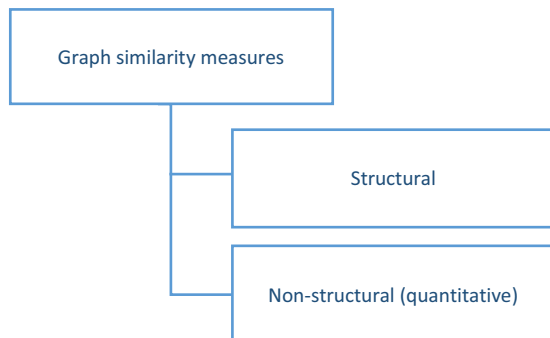 Graph similarity measures
Structural
Non-structural (quantitative)